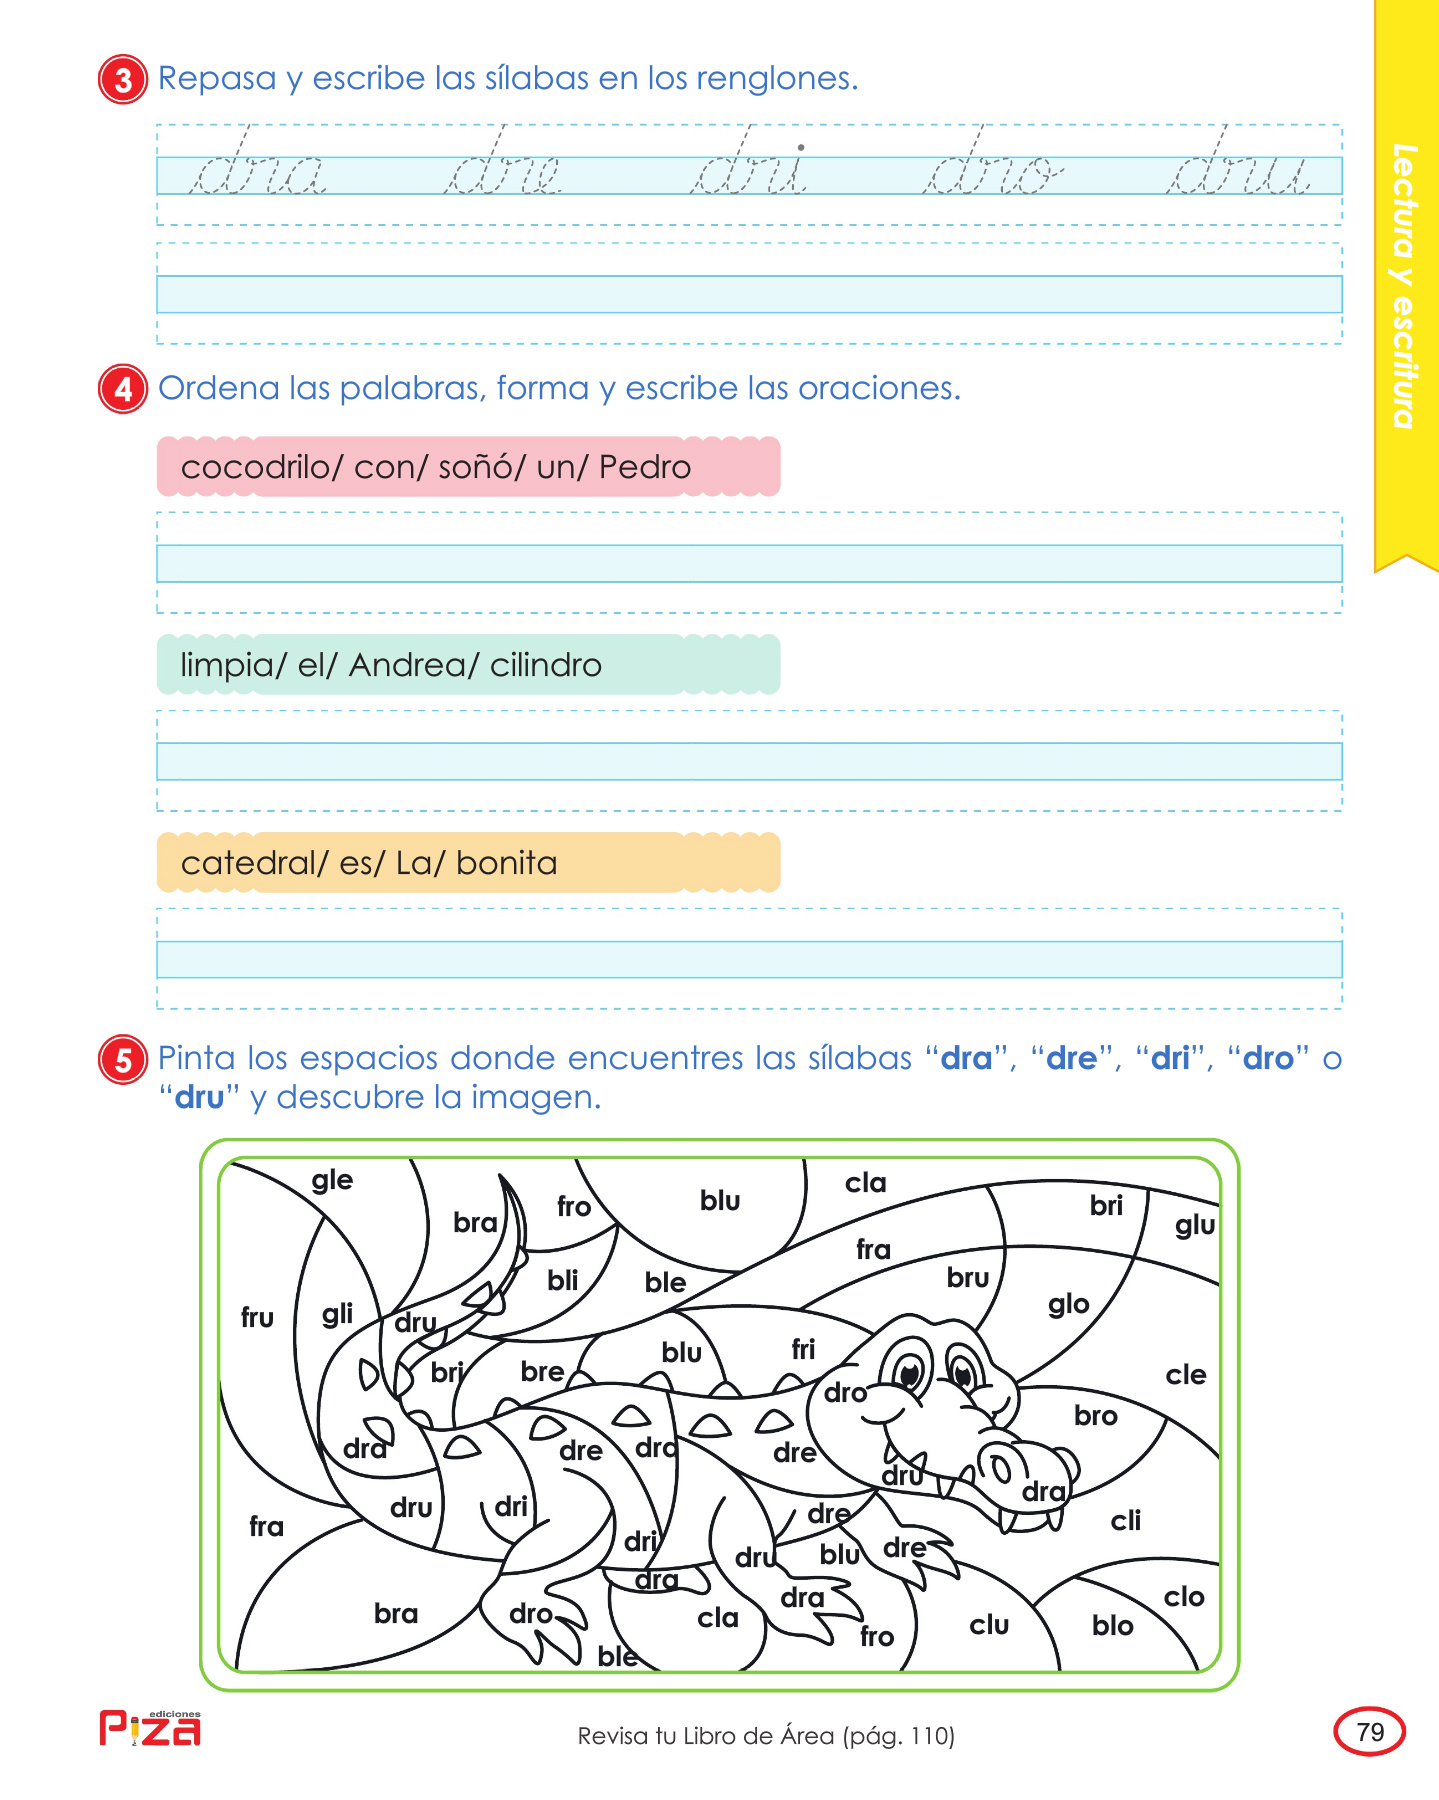 3 Repasa y escribe las sílabas en los renglones.
dra dre dri dro dru
4 Ordena las palabras, forma y escribe las oraciones.
cocodrilo/ con/ soñó/ un/ Pedro
limpia/ el/ Andrea/ cilindro
catedral/ es/ La/ bonita
5 Pinta los espacios donde encuentres las sílabas “dra”, “dre”, “dri”, “dro” o
“dru” y descubre la imagen.
gle
cla
blu
fro
bri
bra
glu
fra
bru
bli
ble
glo
gli
fru
dru
fri
blu
bre
bri
cle
dro
bro
dra
dre
dra
dre
dru
dra
dru
dri
dre
cli
fra
dri
dre
blu
dru
dra
dra
clo
bra
dro
cla
clu
blo
fro
ble
ediciones
Piza
Revisa tu Libro de Área (pág. 110)
79
Lectura y escritura